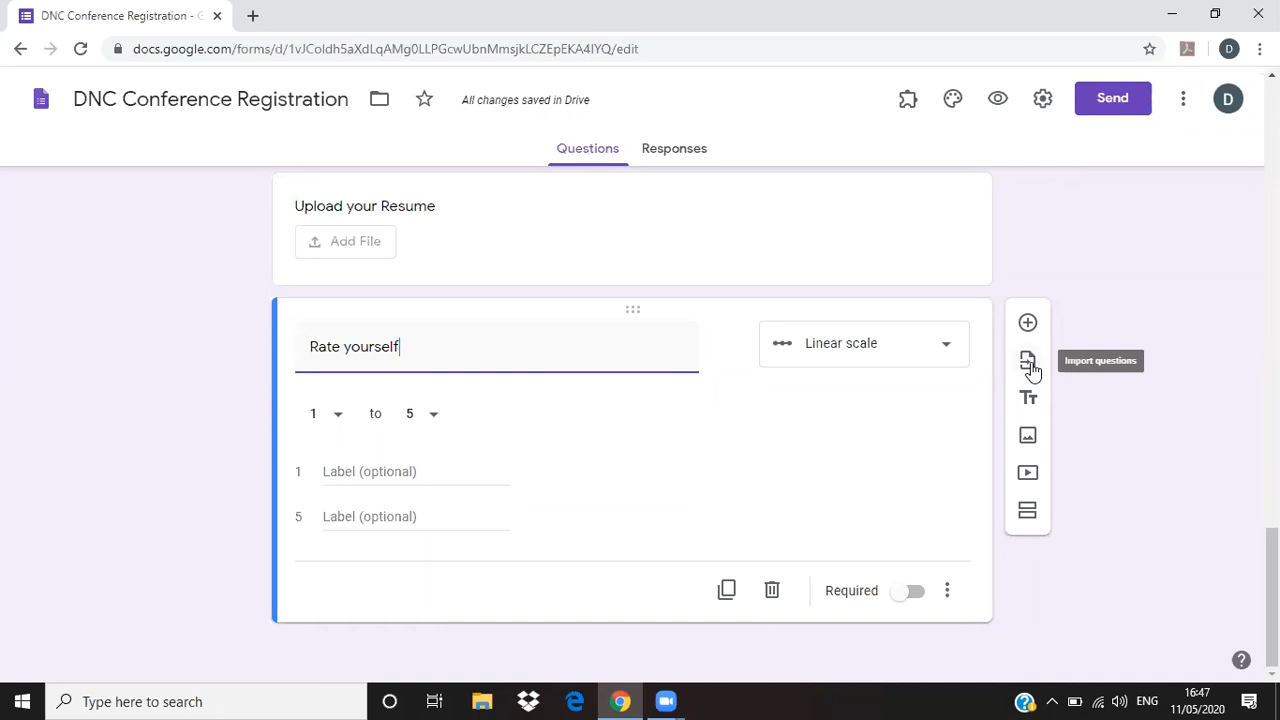 DNC Conference Registration - G
docs.google.com/forms/d/1vJColdh5aXdLqAMg0LLPGcwUbnMmsjkLCZEpEKA4IYQ/edit
D
DNC Conference Registration
All changes saved in Drive
Send
D
Questions
Responses
Upload your Resume
Add File
Rate yourself
Linear scale
Import questions
1 to 5
1 Label (optional)
5 Label (optional)
Required
Type here to search
ENG
16:47
11/05/2020